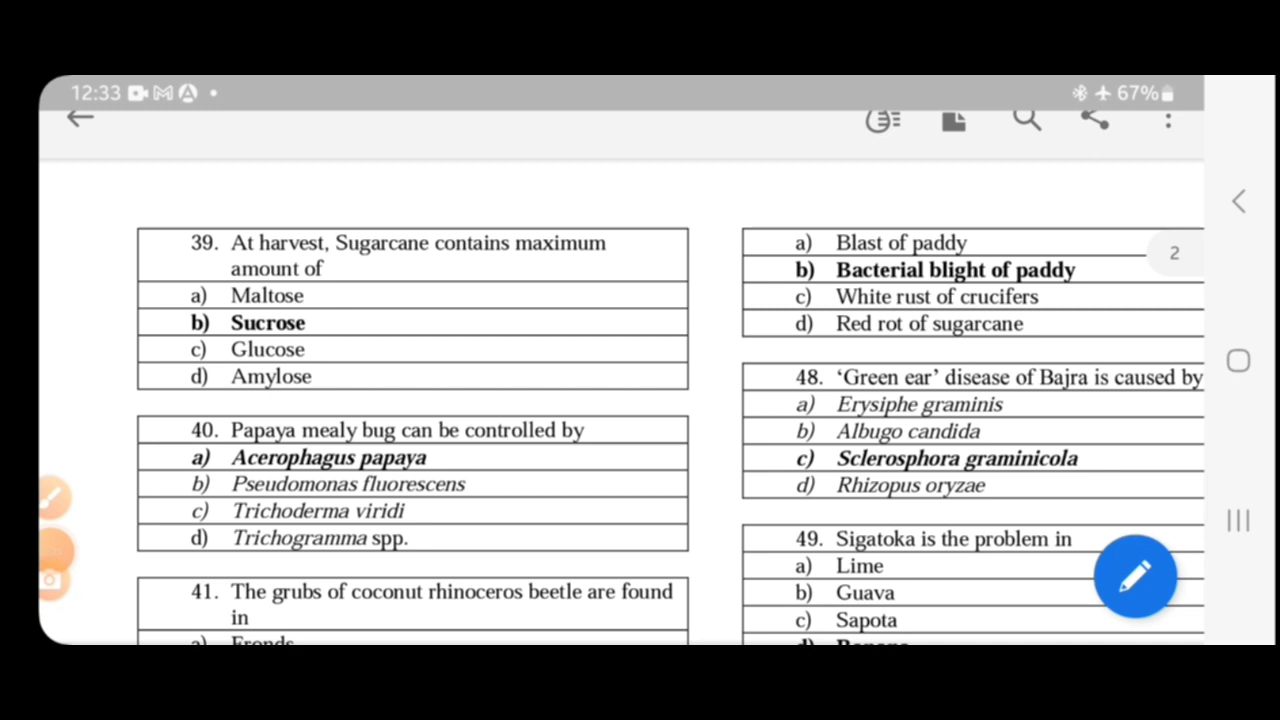 12:33
67%
39. At harvest, Sugarcane contains maximum
amount of
a) Maltose
b) Sucrose
c) Glucose
d) Amylose
40. Papaya mealy bug can be controlled by
a) Acerophagus papaya
b) Pseudomonas fluorescens
c) Trichoderma viridi
d) Trichogramma spp.
41. The grubs of coconut rhinoceros beetle are found
in
a) Fronds
a) Blast of paddy
2
b) Bacterial blight of paddy
c) White rust of crucifers
d) Red rot of sugarcane
48. ‘Green ear’ disease of Bajra is caused by
a) Erysiphe graminis
b) Albugo candida
c) Sclerosphora graminicola
d) Rhizopus oryzae
49. Sigatoka is the problem in
a) Lime
b) Guava
c) Sapota
d) Banana